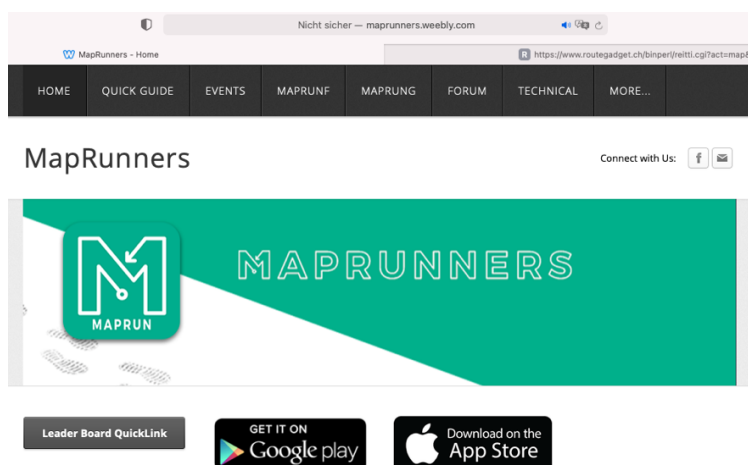 Nicht sicher — maprunners.weebly.com
MapRunners - Home
R https://www.routegadget.ch/binperl/reitti.cgi?act=map&
HOME QUICK GUIDE EVENTS MAPRUNF MAPRUNG FORUM TECHNICAL MORE...
MapRunners
Connect with Us: f
MAPRUNNERS
M
MAPRUN
Leader Board QuickLink
GET IT ON
Google play
Download on the
App Store